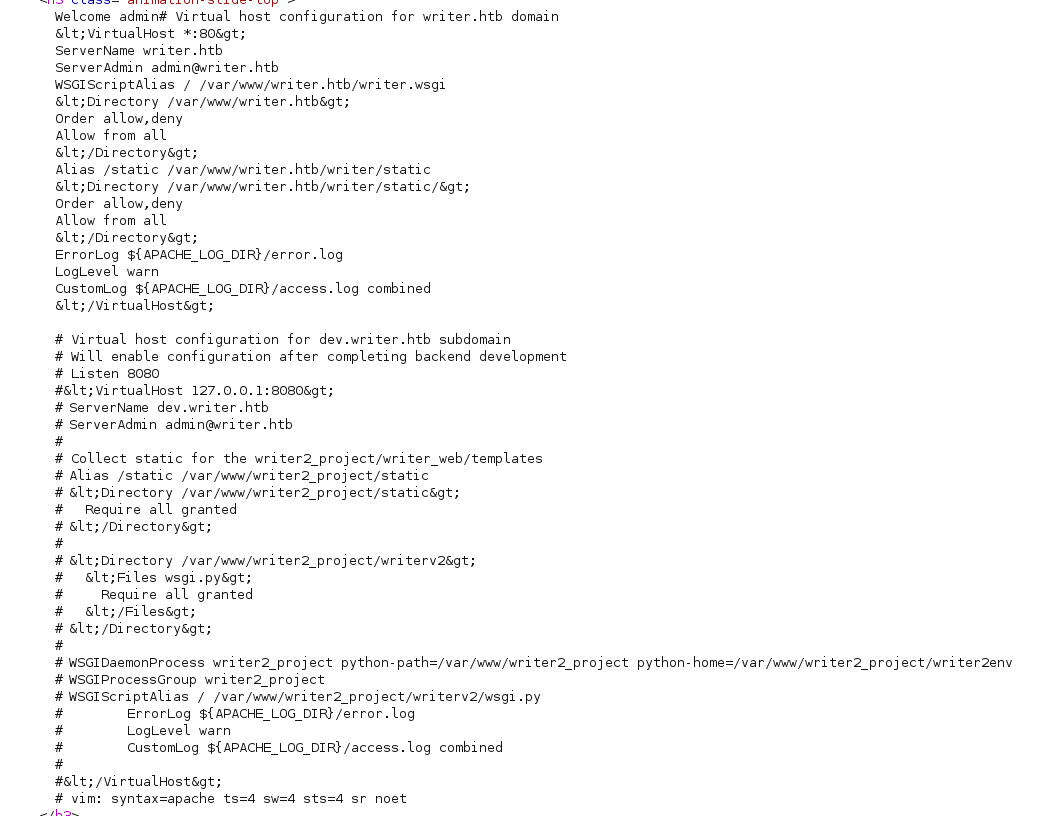 <h3 class="animation-slide-top">
Welcome admin# Virtual host configuration for writer.htb domain
&lt;VirtualHost *:80&gt;
ServerName writer.htb
ServerAdmin admin@writer.htb
WSGIScriptAlias / /var/www/writer.htb/writer.wsgi
&lt;Directory /var/www/writer.htb&gt;
Order allow,deny
Allow from all
&lt;/Directory&gt;
Alias /static /var/www/writer.htb/writer/static
&lt;Directory /var/www/writer.htb/writer/static/&gt;
Order allow,deny
Allow from all
&lt;/Directory&gt;
ErrorLog ${APACHE_LOG_DIR}/error.log
LogLevel warn
CustomLog ${APACHE_LOG_DIR}/access.log combined
&lt;/VirtualHost&gt;
# Virtual host configuration for dev.writer.htb subdomain
# Will enable configuration after completing backend development
# Listen 8080
#&lt;VirtualHost 127.0.0.1:8080&gt;
# ServerName dev.writer.htb
# ServerAdmin admin@writer.htb
#
# Collect static for the writer2_project/writer_web/templates
# Alias /static /var/www/writer2_project/static
# &lt;Directory /var/www/writer2_project/static&gt;
# Require all granted
# &lt;/Directory&gt;
#
# &lt;Directory /var/www/writer2_project/writerv2&gt;
# &lt;Files wsgi.py&gt;
# Require all granted
# &lt;/Files&gt;
# &lt;/Directory&gt;
#
# WSGIDaemonProcess writer2_project python-path=/var/www/writer2_project python-home=/var/www/writer2_project/writer2env
# WSGIProcessGroup writer2_project
# WSGIScriptAlias / /var/www/writer2_project/writerv2/wsgi.py
# ErrorLog ${APACHE_LOG_DIR}/error.log
# LogLevel warn
# CustomLog ${APACHE_LOG_DIR}/access.log combined
#
#&lt;/VirtualHost&gt;
# vim: syntax=apache ts=4 sw=4 sts=4 sr noet
</h3>